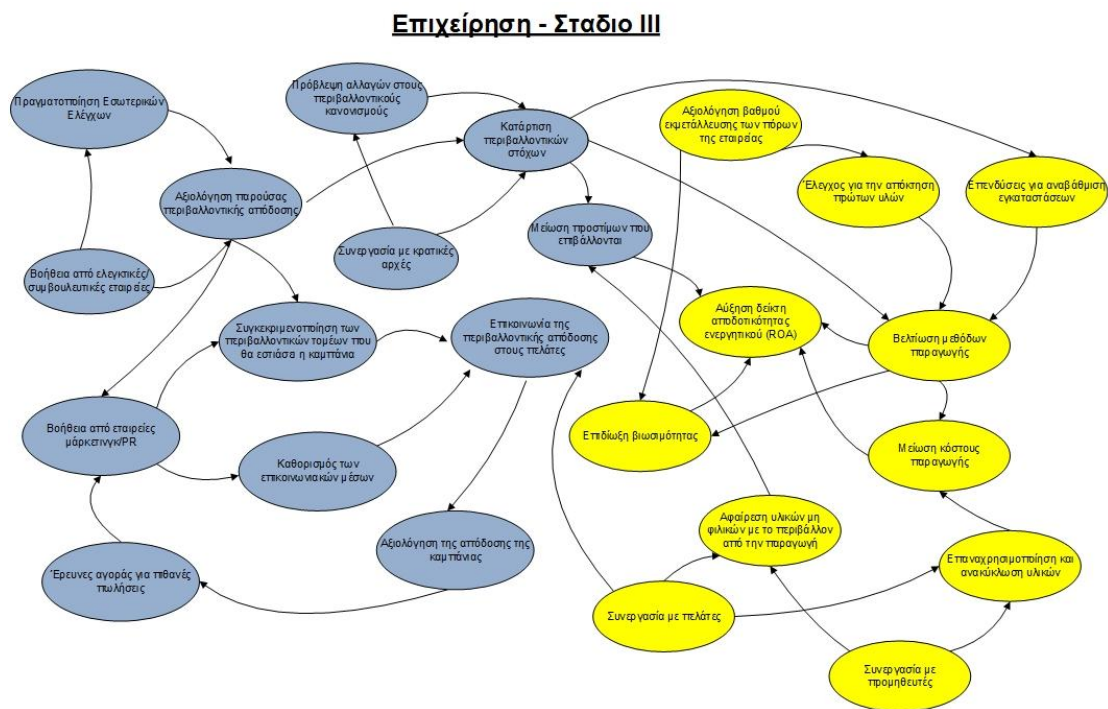 Επιχείρηση - Σταδιο III
Πραγματοποίηση Εσωτερικών
Ελέγχων
Πρόβλεψη αλλαγών στους
περιβαλλοντικούς
κανονισμούς
Κατάρτιση
περιβαλλοντικών
στόχων
Αξιολόγηση βαθμού
εκμετάλλευσης των πόρων
της εταιρείας
Αξιολόγηση παρούσας
περιβαλλοντικής απόδοσης
Έλεγχος για την απόκτηση
πρώτων υλών
Επενδύσεις για αναβάθμιση
εγκαταστάσεων
Μείωση προστίμων που
επιβάλλονται
Συνεργασία με κρατικές
αρχές
Βοήθεια από ελεγκτικές/
συμβουλευτικές εταιρείες
Συγκεκριμενοποίηση των
περιβαλλοντικών τομέων που
θα εστιάσει η καμπάνια
Επικοινωνία της
περιβαλλοντικής απόδοσης
στους πελάτες
Αύξηση δείκτη
αποδοτικότητας
ενεργητικού (ROA)
Βελτίωση μεθόδων
παραγωγής
Βοήθεια από εταιρείες
μάρκετινγκ/PR
Επιδίωξη βιωσιμότητας
Μείωση κόστους
παραγωγής
Καθορισμός των
επικοινωνιακών μέσων
Αφαίρεση υλικών μη
φιλικών με το περιβάλλον
από την παραγωγή
Αξιολόγηση της απόδοσης της
καμπάνιας
Επαναχρησιμοποίηση και
ανακύκλωση υλικών
Έρευνες αγοράς για πιθανές
πωλήσεις
Συνεργασία με πελάτες
Συνεργασία με
προμηθευτές